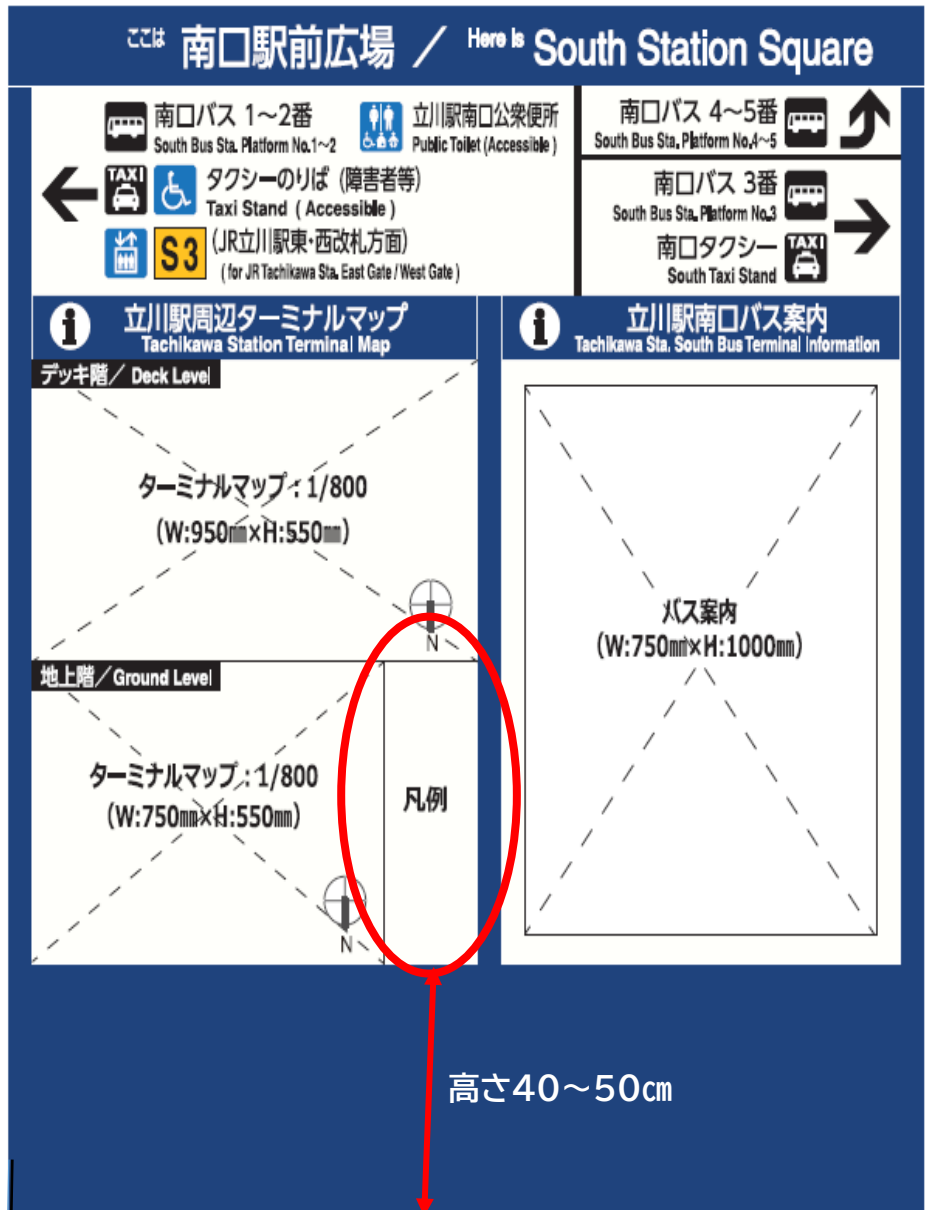 ここは 南口駅前広場 / Here is South Station Square
南口バス 1〜2番
South Bus Sta. Platform No.1〜2
立川駅南口公衆便所
Public Toilet (Accessible)
TAXI
タクシーのりば (障害者等)
Taxi Stand (Accessible)
S3
(JR立川駅東・西改札方面)
(for JR Tachikawa Sta. East Gate / West Gate)
南口バス 4〜5番
South Bus Sta. Platform No.4〜5
南口バス 3番
South Bus Sta. Platform No.3
南口タクシー
South Taxi Stand
TAXI
立川駅周辺ターミナルマップ
Tachikawa Station Terminal Map
デッキ階/ Deck Level
ターミナルマップ:1/800
(W:950㎜×H:550㎜)
N
地上階/Ground Level
ターミナルマップ:1/800
(W:750㎜×H:550㎜)
N
凡例
立川駅南口バス案内
Tachikawa Sta. South Bus Terminal Information
バス案内
(W:750㎜×H:1000㎜)
高さ40〜50㎝